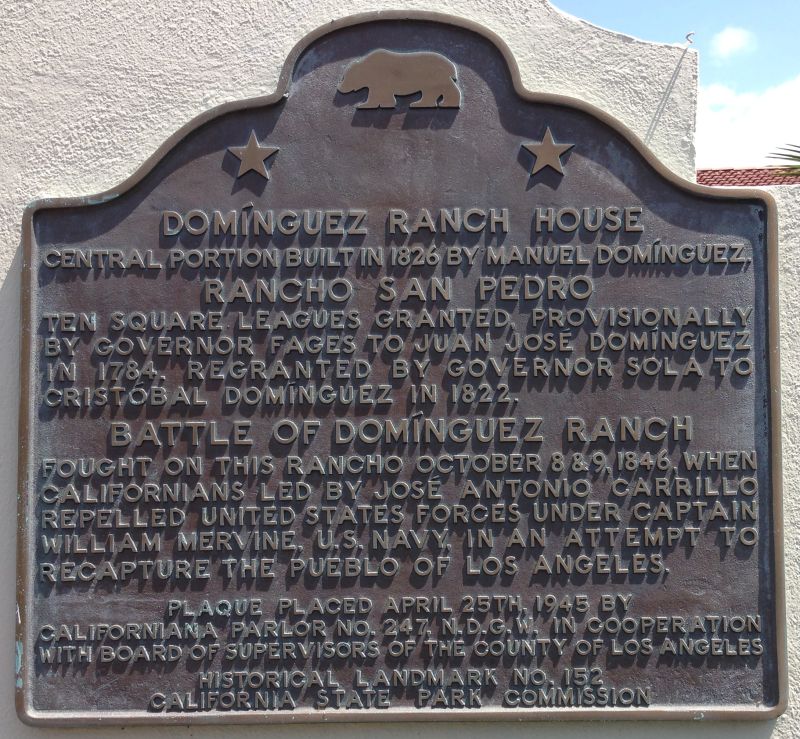 DOMÍNGUEZ RANCH HOUSE
CENTRAL PORTION BUILT IN 1826 BY MANUEL DOMÍNGUEZ.
RANCHO SAN PEDRO
TEN SQUARE LEAGUES GRANTED PROVISIONALLY
BY GOVERNOR FAGES TO JUAN JOSÉ DOMÍNGUEZ
IN 1784, REGRANTED BY GOVERNOR SOLA TO
CRISTÓBAL DOMÍNGUEZ IN 1822.
BATTLE OF DOMÍNGUEZ RANCH
FOUGHT ON THIS RANCHO OCTOBER 8 & 9, 1846, WHEN
CALIFORNIANS LED BY JOSÉ ANTONIO CARRILLO
REPELLED UNITED STATES FORCES UNDER CAPTAIN
WILLIAM MERVINE, U.S. NAVY, IN AN ATTEMPT TO
RECAPTURE THE PUEBLO OF LOS ANGELES.
PLAQUE PLACED APRIL 25TH, 1945 BY
CALIFORNIANA PARLOR NO. 247, N.D.G.W. IN COOPERATION
WITH BOARD OF SUPERVISORS OF THE COUNTY OF LOS ANGELES
HISTORICAL LANDMARK NO. 152
CALIFORNIA STATE PARK COMMISSION